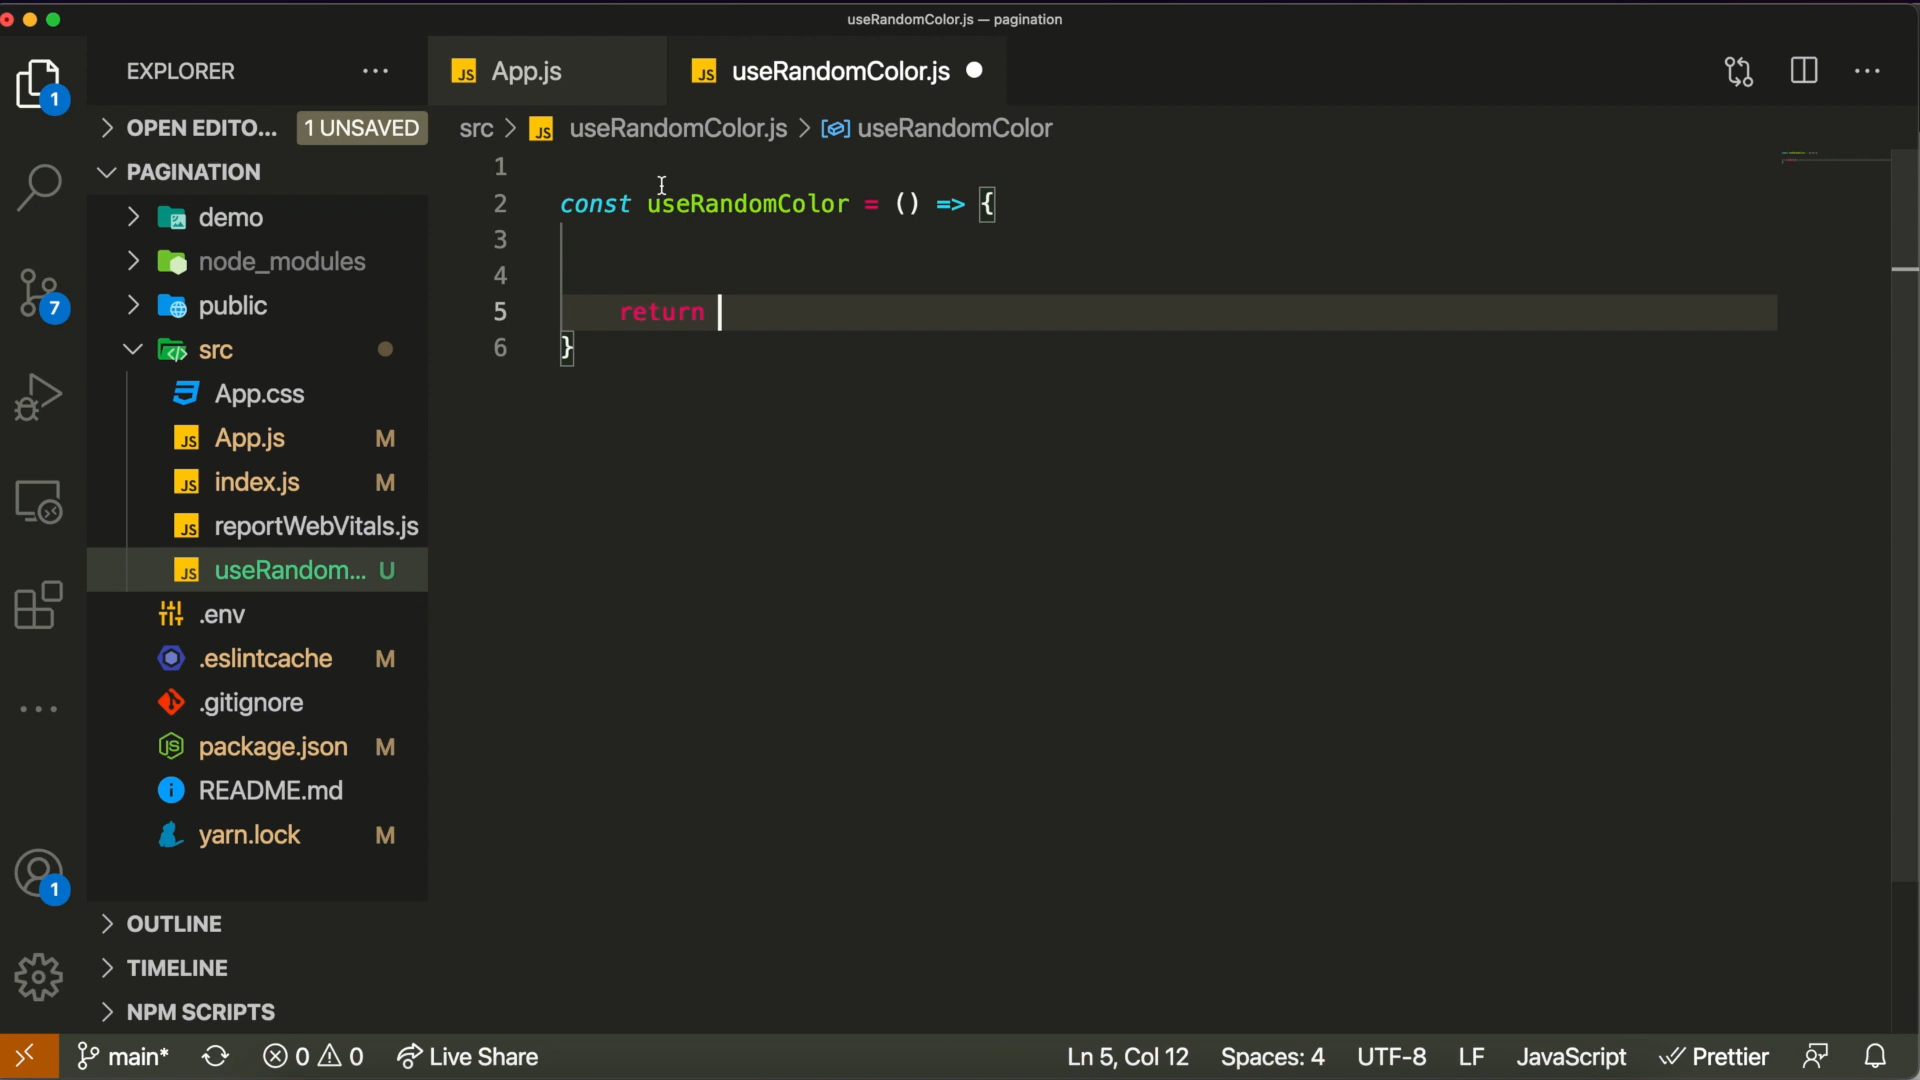 useRandomColor.js — pagination
EXPLORER
App.js
useRandomColor.js
1
OPEN EDITO... 1 UNSAVED
src > useRandomColor.js > useRandomColor
PAGINATION
demo
node_modules
public
src
App.css
App.js M
index.js M
reportWebVitals.js
useRandom... U
.env
.eslintcache M
.gitignore
package.json M
README.md
yarn.lock M
OUTLINE
TIMELINE
NPM SCRIPTS
7
1
1
2 const useRandomColor = () => {
3
4
5 return
6 }
main* 0 0 Live Share Ln 5, Col 12 Spaces: 4 UTF-8 LF JavaScript Prettier